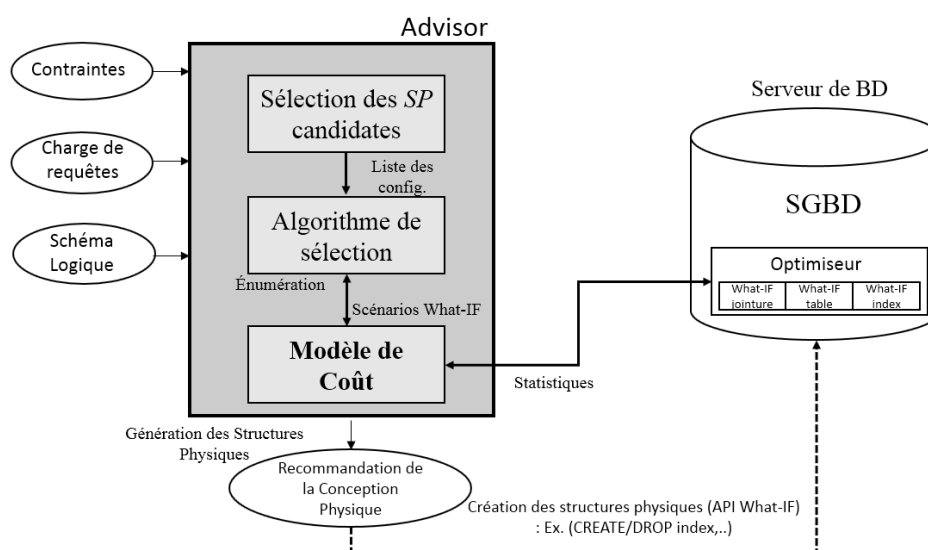 Advisor
Contraintes
Charge de
requêtes
Schéma
Logique
Sélection des SP
candidates
Liste des
config.
Algorithme de
sélection
Énumération
Scénarios What-IF
Modèle de
Coût
Statistiques
Serveur de BD
SGBD
Optimiseur
What-IF
jointure
What-IF
table
What-IF
index
Génération des Structures
Physiques
Recommandation de
la Conception
Physique
Création des structures physiques (API What-IF)
: Ex. (CREATE/DROP index,..)